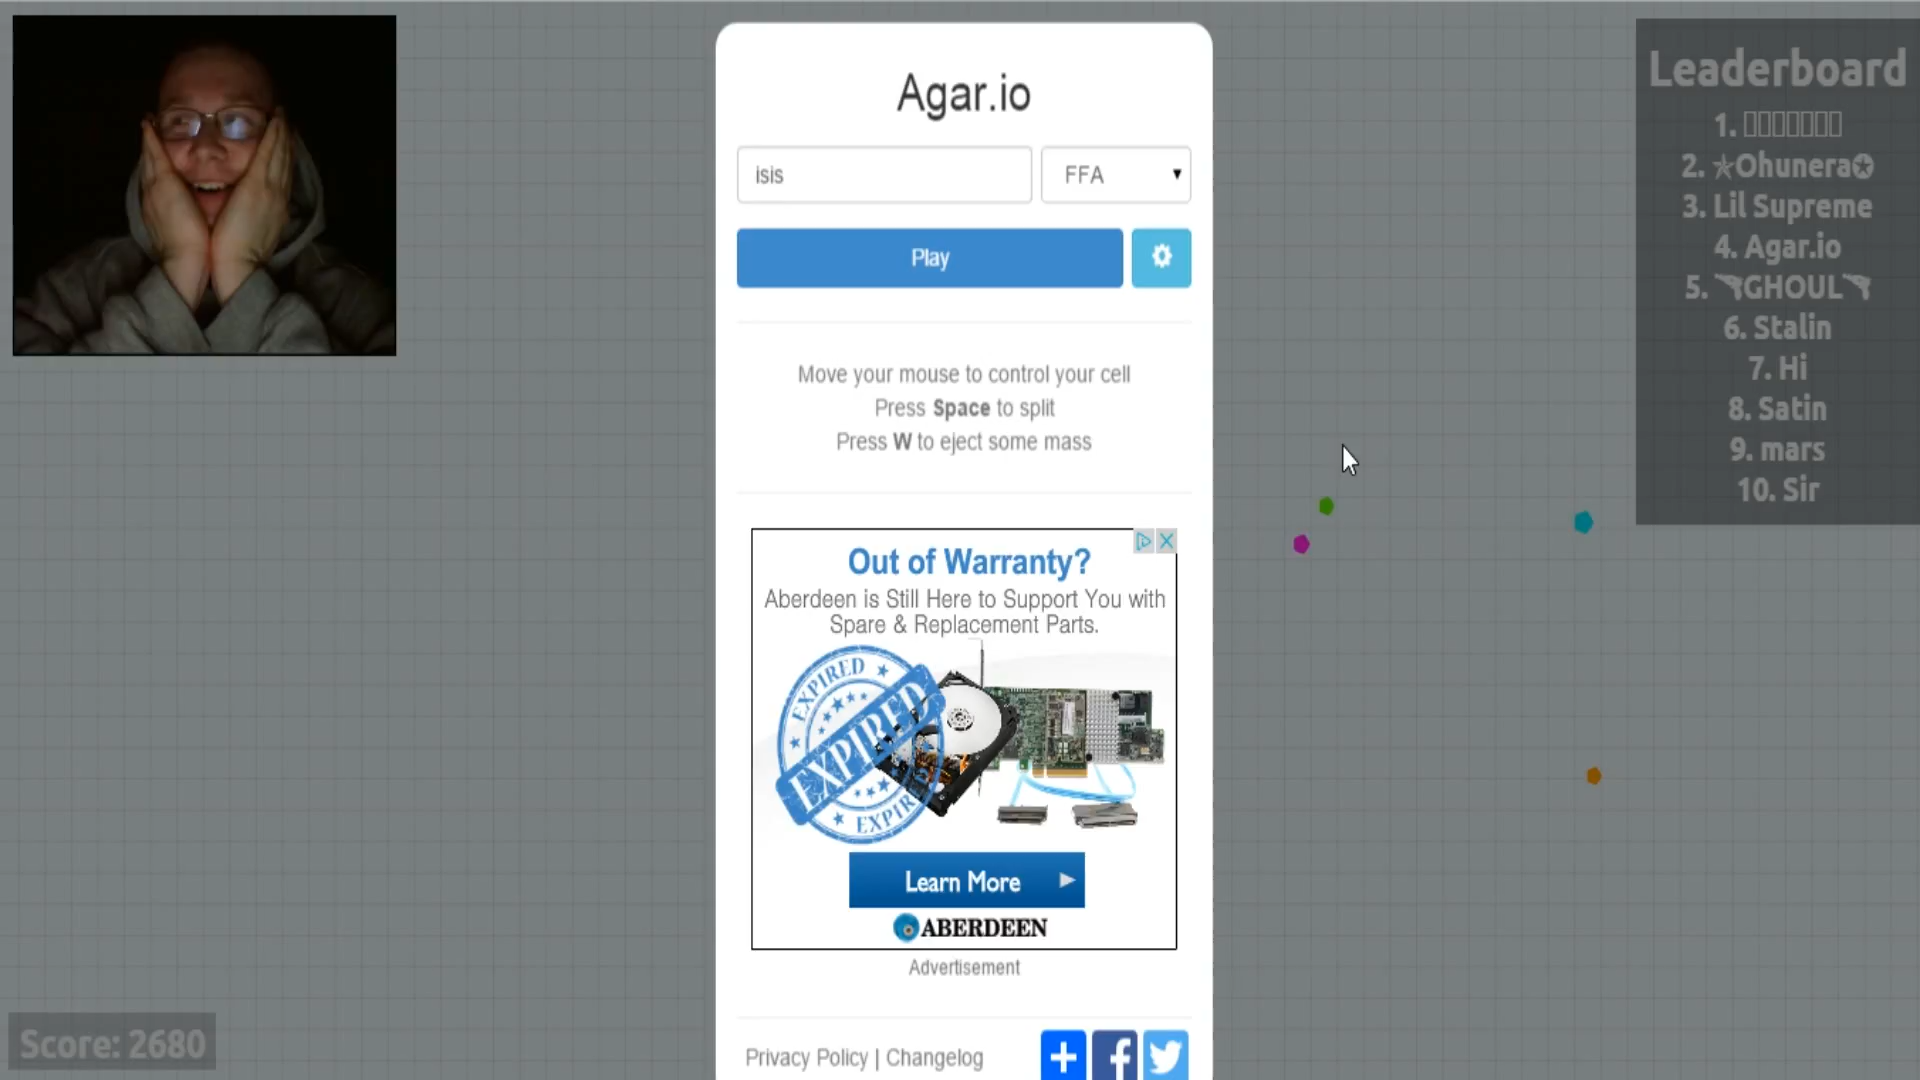 Agar.io
isis
FFA
Play
Move your mouse to control your cell
Press Space to split
Press W to eject some mass
Out of Warranty?
Aberdeen is Still Here to Support You with
Spare & Replacement Parts.
EXPIRED
EXPIRED
EXPIRE
Learn More
ABERDEEN
Advertisement
Privacy Policy | Changelog
Leaderboard
1. 
2. ✯Ohunera✪
3. Lil Supreme
4. Agar.io
5. GHOUL
6. Stalin
7. Hi
8. Satin
9. mars
10. Sir
Score: 2680